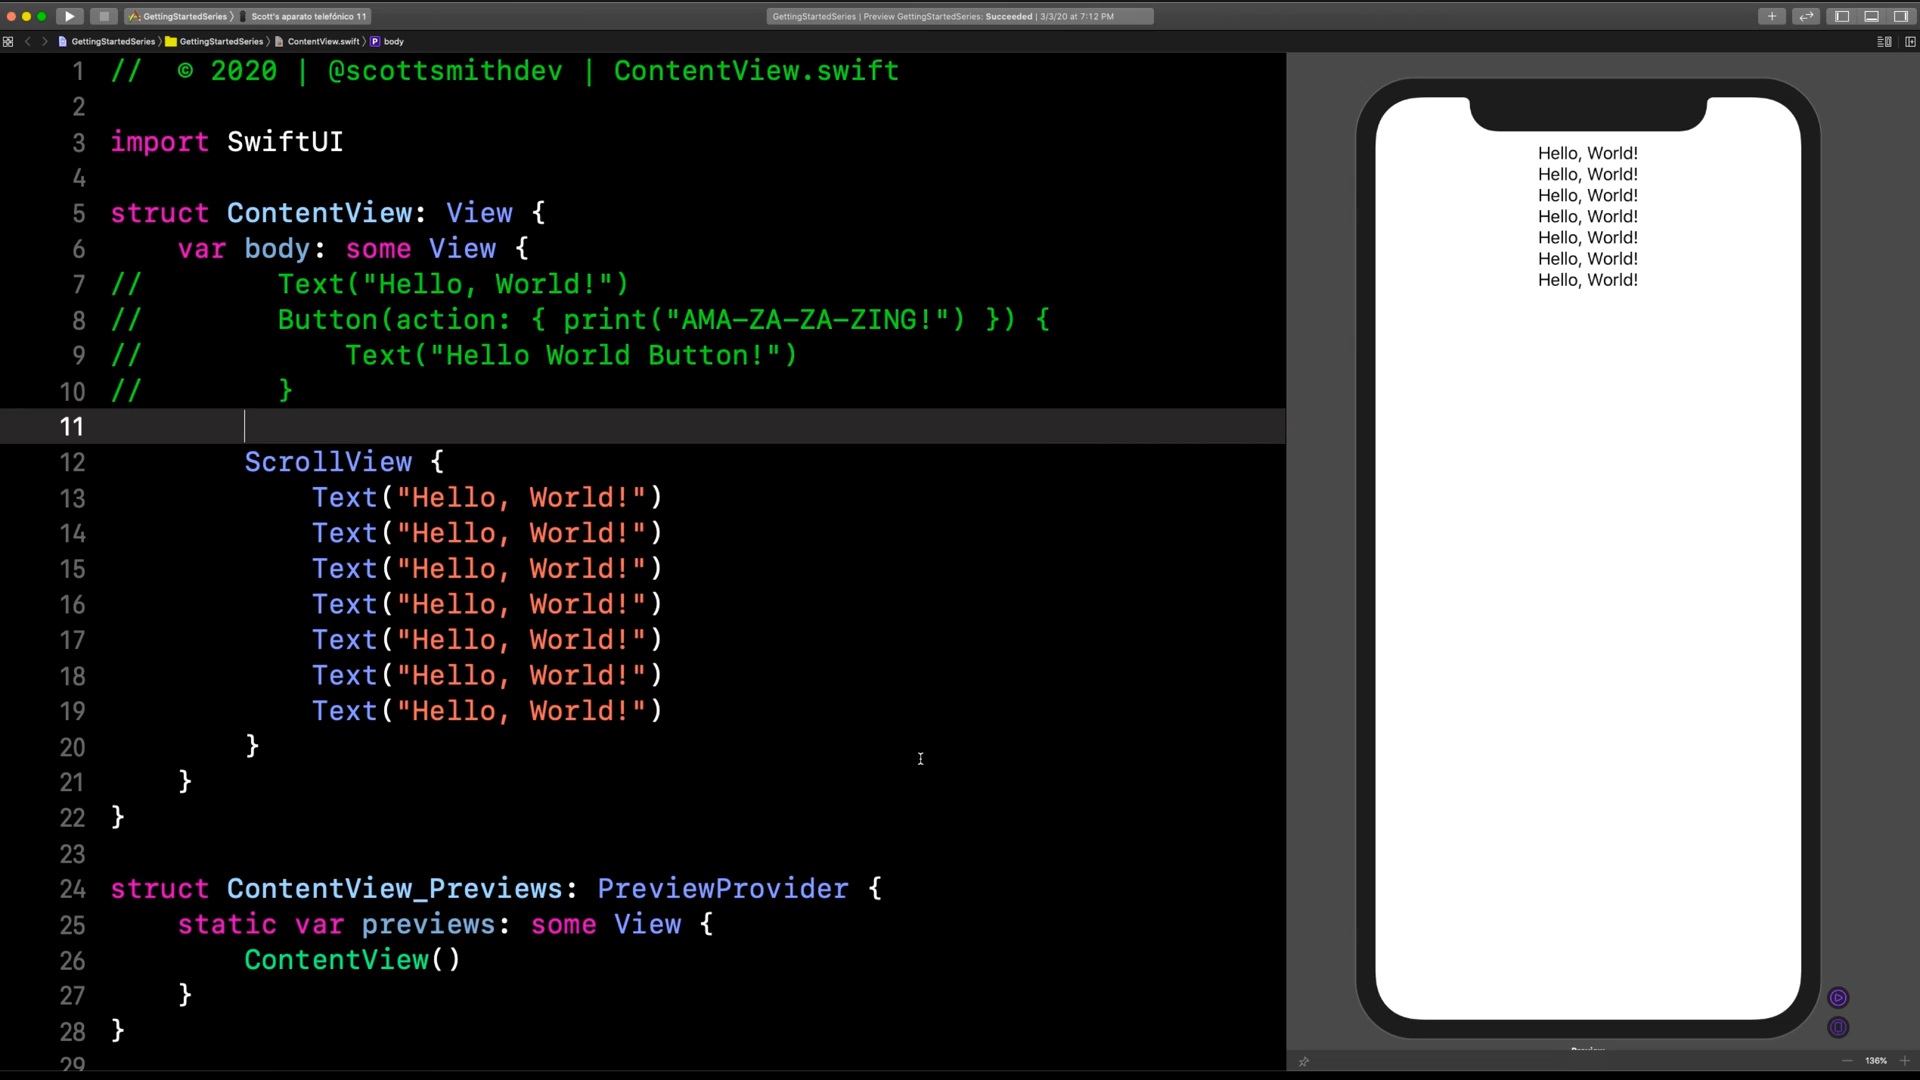 GettingStartedSeries 〉 Scott's aparato telefónico 11
GettingStartedSeries | Preview GettingStartedSeries: Succeeded | 3/3/20 at 7:12 PM
GettingStartedSeries 〉 GettingStartedSeries 〉 ContentView.swift 〉 P body
1 //  © 2020 | @scottsmithdev | ContentView.swift
2
3 import SwiftUI
4
5 struct ContentView: View {
6     var body: some View {
7 //        Text("Hello, World!")
8 //        Button(action: { print("AMA-ZA-ZA-ZING!") }) {
9 //            Text("Hello World Button!")
10 //        }
11
12         ScrollView {
13             Text("Hello, World!")
14             Text("Hello, World!")
15             Text("Hello, World!")
16             Text("Hello, World!")
17             Text("Hello, World!")
18             Text("Hello, World!")
19             Text("Hello, World!")
20         }
21     }
22 }
23
24 struct ContentView_Previews: PreviewProvider {
25     static var previews: some View {
26         ContentView()
27     }
28 }
29
Hello, World!
Hello, World!
Hello, World!
Hello, World!
Hello, World!
Hello, World!
Hello, World!
136%